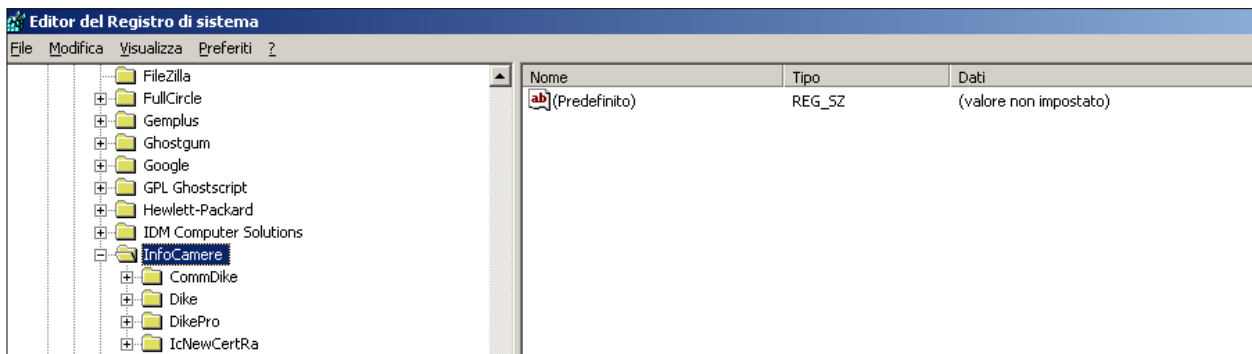 Editor del Registro di sistema
File Modifica Visualizza Preferiti ?
FileZilla
FullCircle
Gemplus
Ghostgum
Google
GPL Ghostscript
Hewlett-Packard
IDM Computer Solutions
InfoCamere
CommDike
Dike
DikePro
IcNewCertRa
Nome Tipo Dati
ab (Predefinito) REG_SZ (valore non impostato)